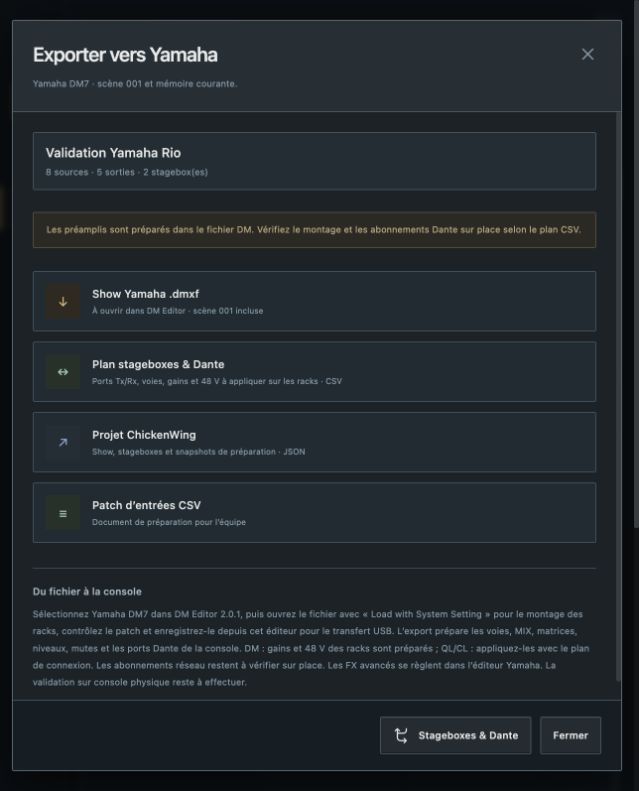 Exporter vers Yamaha
Yamaha DM7 · scène 001 et mémoire courante.
Validation Yamaha Rio
8 sources · 5 sorties · 2 stagebox(es)
Les préamplis sont préparés dans le fichier DM. Vérifiez le montage et les abonnements Dante sur place selon le plan CSV.
Show Yamaha .dmxf
À ouvrir dans DM Editor · scène 001 incluse
Plan stageboxes & Dante
Ports Tx/Rx, voies, gains et 48 V à appliquer sur les racks · CSV
Projet ChickenWing
Show, stageboxes et snapshots de préparation · JSON
Patch d'entrées CSV
Document de préparation pour l'équipe
Du fichier à la console
Sélectionnez Yamaha DM7 dans DM Editor 2.0.1, puis ouvrez le fichier avec « Load with System Setting » pour le montage des
racks, contrôlez le patch et enregistrez-le depuis cet éditeur pour le transfert USB. L'export prépare les voies, MIX, matrices,
niveaux, mutes et les ports Dante de la console. DM : gains et 48 V des racks sont préparés ; QL/CL : appliquez-les avec le plan
de connexion. Les abonnements réseau restent à vérifier sur place. Les FX avancés se règlent dans l'éditeur Yamaha. La
validation sur console physique reste à effectuer.
Stageboxes & Dante
Fermer